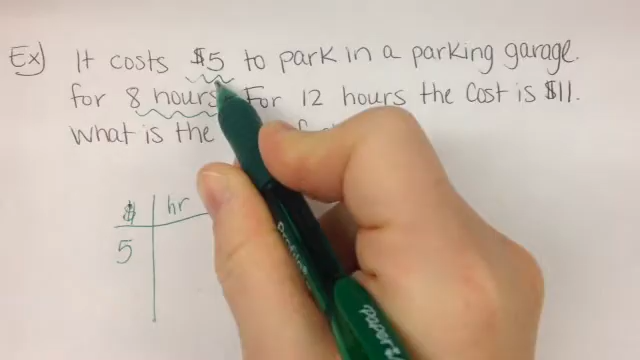 Ex) It costs $5 to park in a parking garage
for 8 hours. For 12 hours the cost is $11.
What is the
$ hr
5